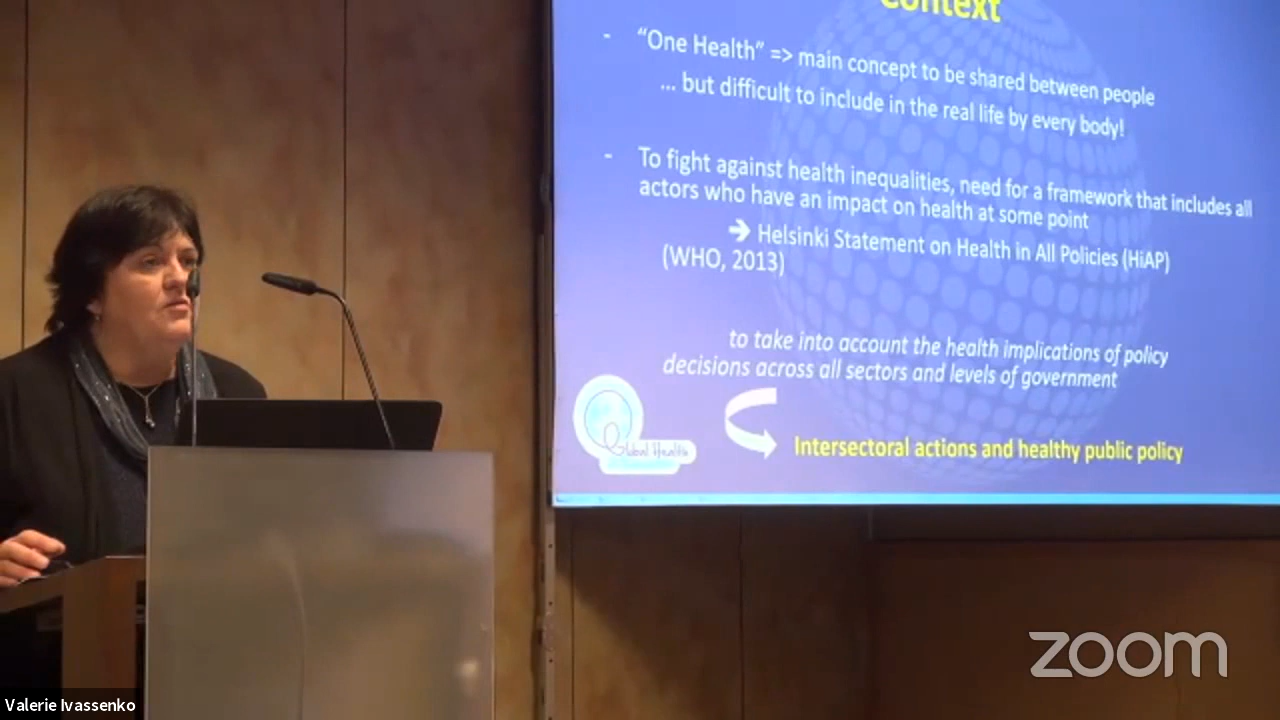 Context
- “One Health” => main concept to be shared between people
... but difficult to include in the real life by every body!
- To fight against health inequalities, need for a framework that includes all
actors who have an impact on health at some point
➔ Helsinki Statement on Health in All Policies (HiAP)
(WHO, 2013)
to take into account the health implications of policy
decisions across all sectors and levels of government
Global Health
Intersectoral actions and healthy public policy
zoom
Valerie Ivassenko